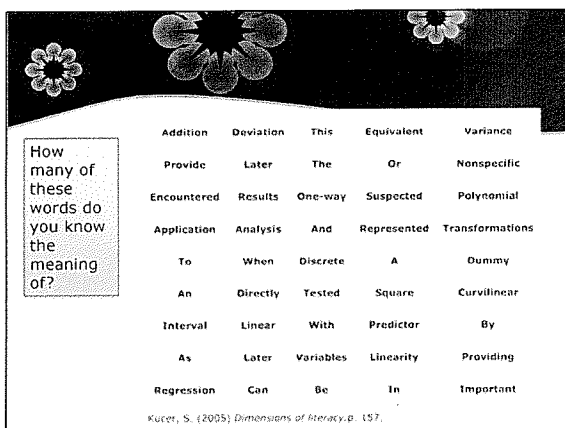 How
many of
these
words do
you know
the
meaning
of?
Addition Deviation This Equivalent Variance
Provide Later The Or Nonspecific
Encountered Results One-way Suspected Polynomial
Application Analysis And Represented Transformations
To When Discrete A Dummy
An Directly Tested Square Curvilinear
Interval Linear With Predictor By
As Later Variables Linearity Providing
Regression Can Be In Important
Kucer, S. (2005) Dimensions of literacy.p. 157.